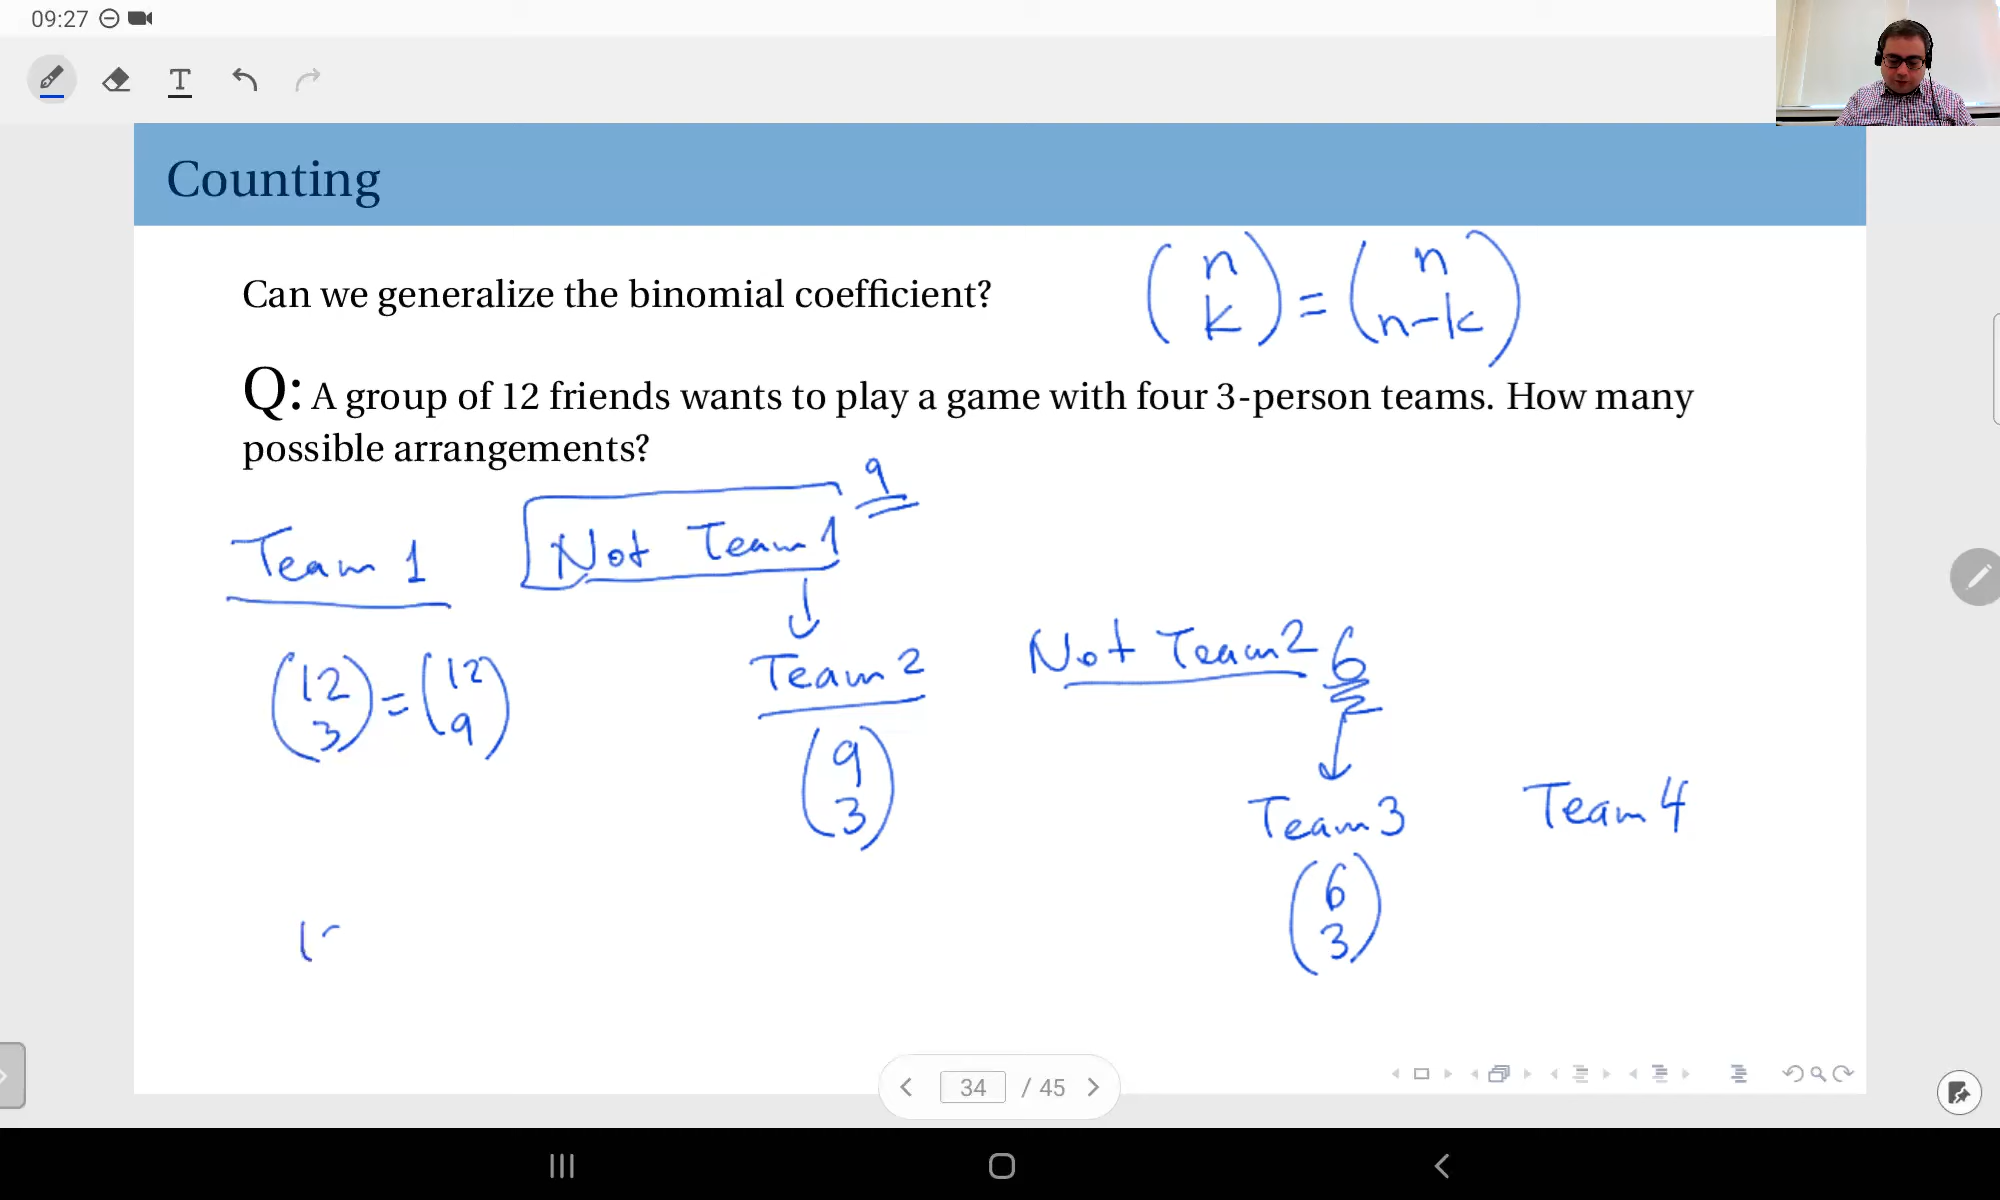 09:27
T
Counting
Can we generalize the binomial coefficient?
(n k) = (n n-k)
Q: A group of 12 friends wants to play a game with four 3-person teams. How many
possible arrangements?
9
Team 1
Not Team 1
(12 3) = (12 9)
Team 2
Not Team 2 6
(9 3)
Team 3
Team 4
(6 3)
34 / 45